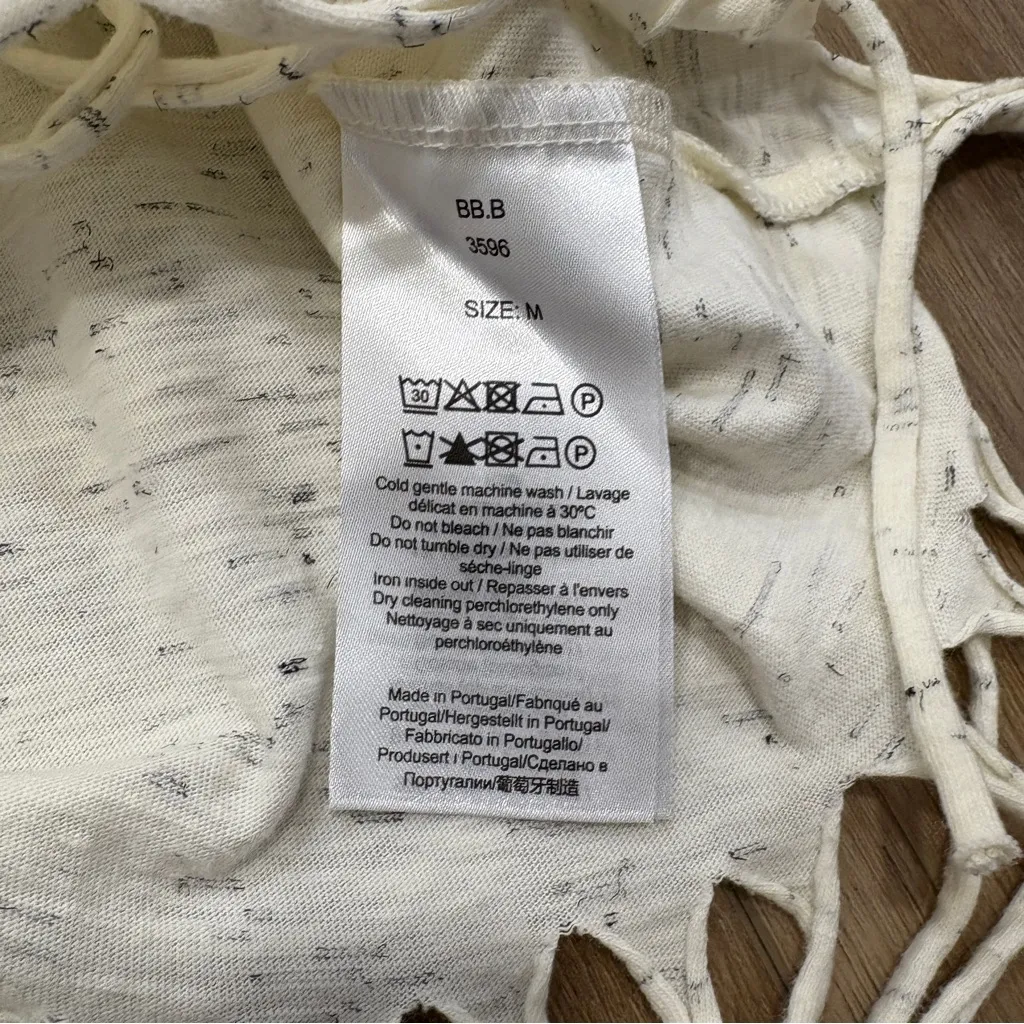 BB.B
3596
SIZE: M
30 P
P
Cold gentle machine wash / Lavage
délicat en machine à 30ºC
Do not bleach / Ne pas blanchir
Do not tumble dry / Ne pas utiliser de
séche-linge
Iron inside out / Repasser à l'envers
Dry cleaning perchlorethylene only
Nettoyage à sec uniquement au
perchloroéthylène
Made in Portugal/Fabriqué au
Portugal/Hergestellt in Portugal/
Fabbricato in Portugallo/
Produsert i Portugal/Сделано в
Португалии/葡萄牙制造